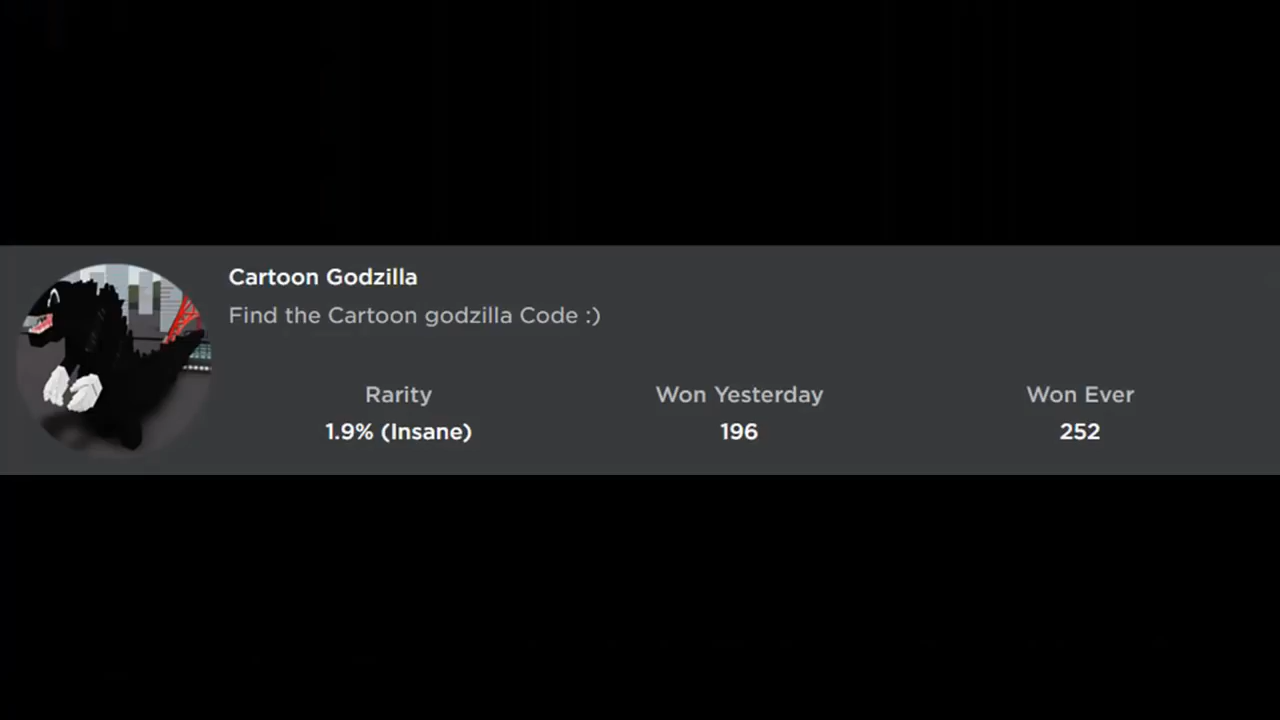 Cartoon Godzilla
Find the Cartoon godzilla Code :)
Rarity Won Yesterday Won Ever
1.9% (Insane) 196 252